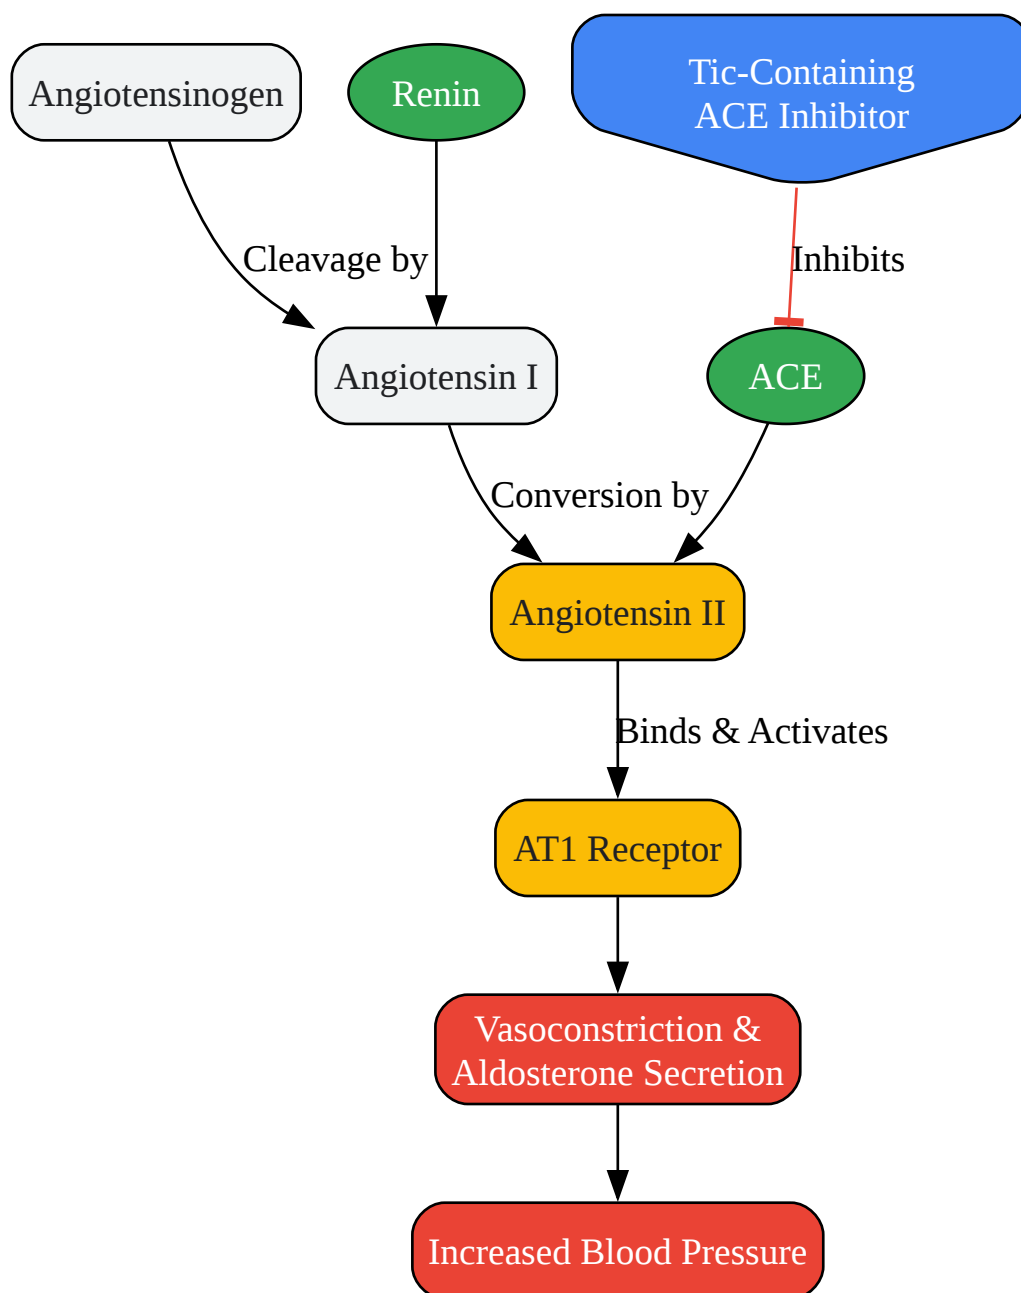 Angiotensinogen
Renin
Tic-Containing
ACE Inhibitor
Cleavage by
Inhibits
Angiotensin I
ACE
Conversion by
Angiotensin II
Binds & Activates
AT1 Receptor
Vasoconstriction &
Aldosterone Secretion
Increased Blood Pressure